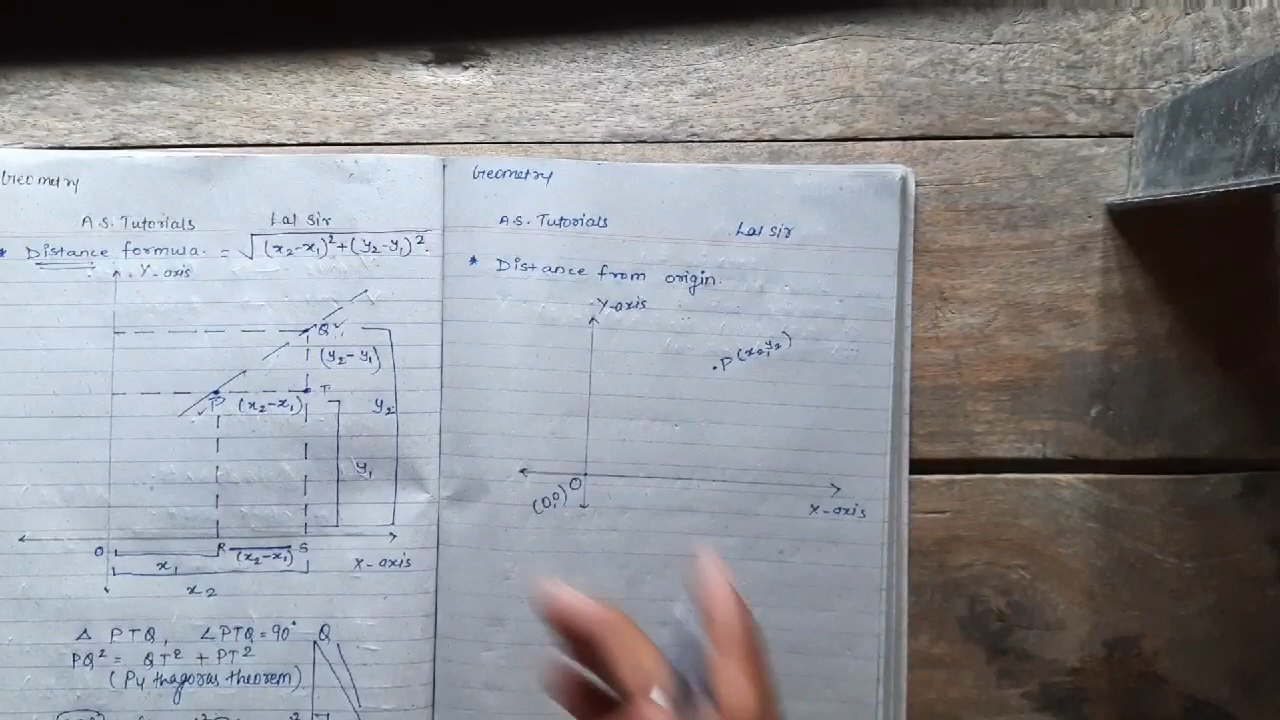 Geometry
A.S. Tutorials Lal sir
* Distance formula. = √(x₂-x₁)²+(y₂-y₁)².
Y-axis
Q
(y₂-y₁)
P (x₂-x₁) T
y₂
y₁
O R (x₂-x₁) S
x₁ X-axis
x₂
△ PTQ, ∠PTQ = 90° Q
PQ² = QT² + PT²
(Pythagoras theorem)
Geometry
A.S. Tutorials Lal sir
* Distance from origin.
Y-axis
.P
(0,0) O
X-axis